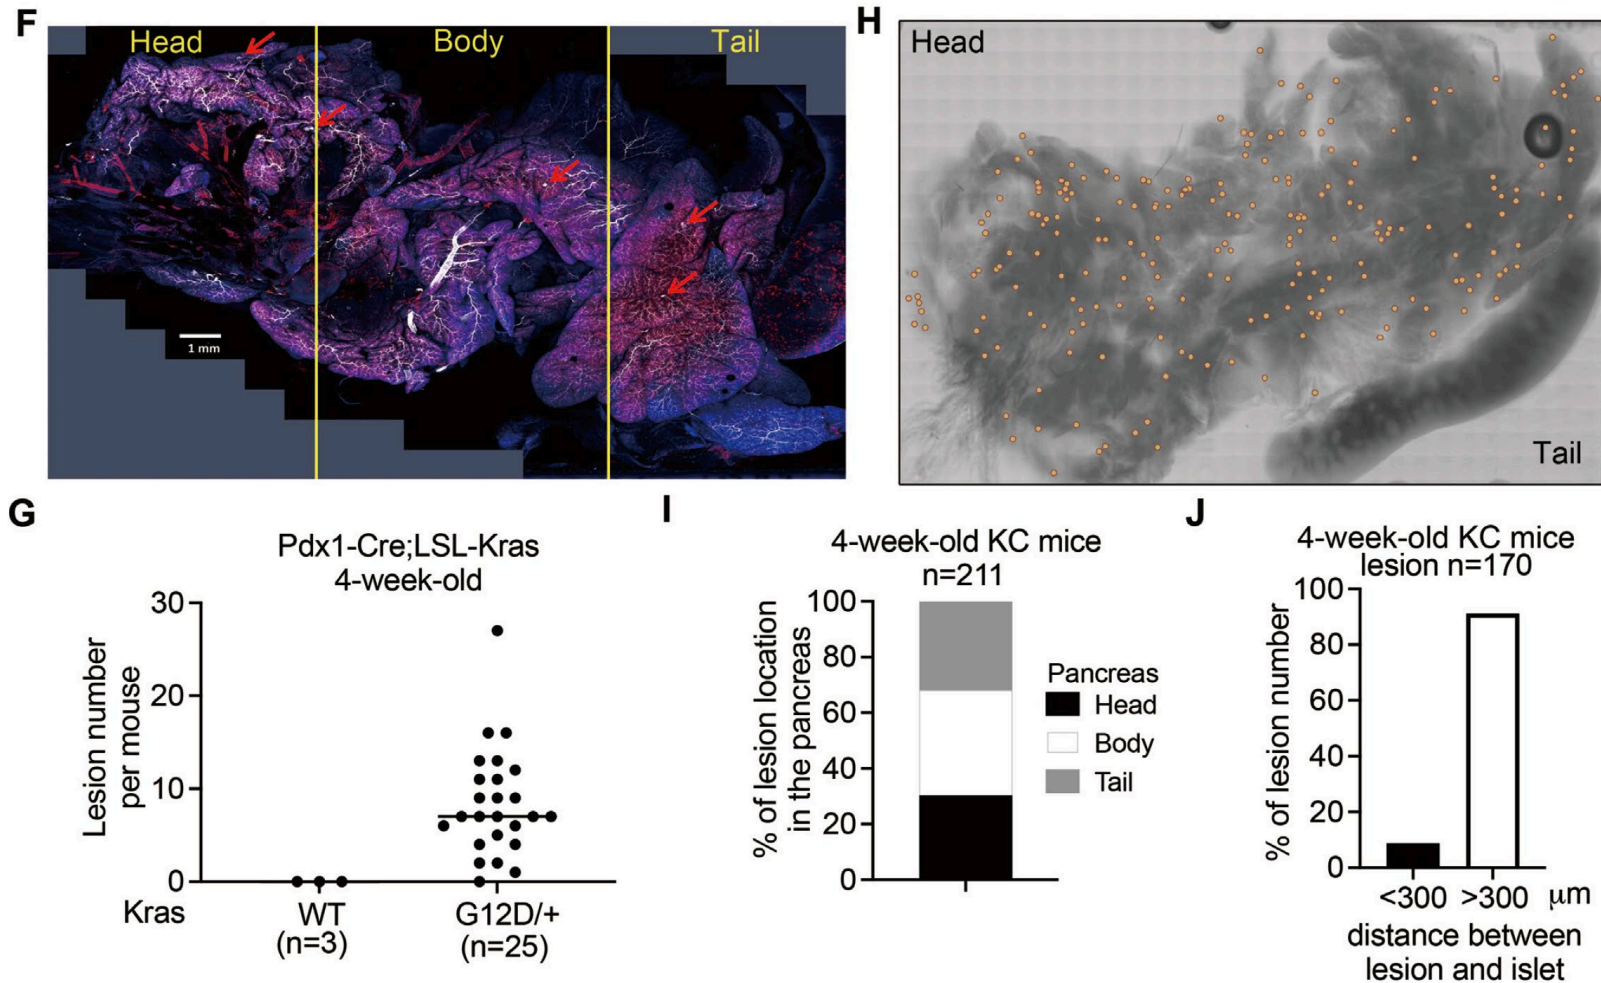 F
Head
Body
Tail
1 mm
H
Head
Tail
G
Pdx1-Cre;LSL-Kras
4-week-old
Lesion number
per mouse
30
20
10
0
Kras
WT
(n=3)
G12D/+
(n=25)
I
4-week-old KC mice
n=211
% of lesion location
in the pancreas
100
80
60
40
20
0
Pancreas
Head
Body
Tail
J
4-week-old KC mice
lesion n=170
% of lesion number
100
80
60
40
20
0
<300 >300 μm
distance between
lesion and islet